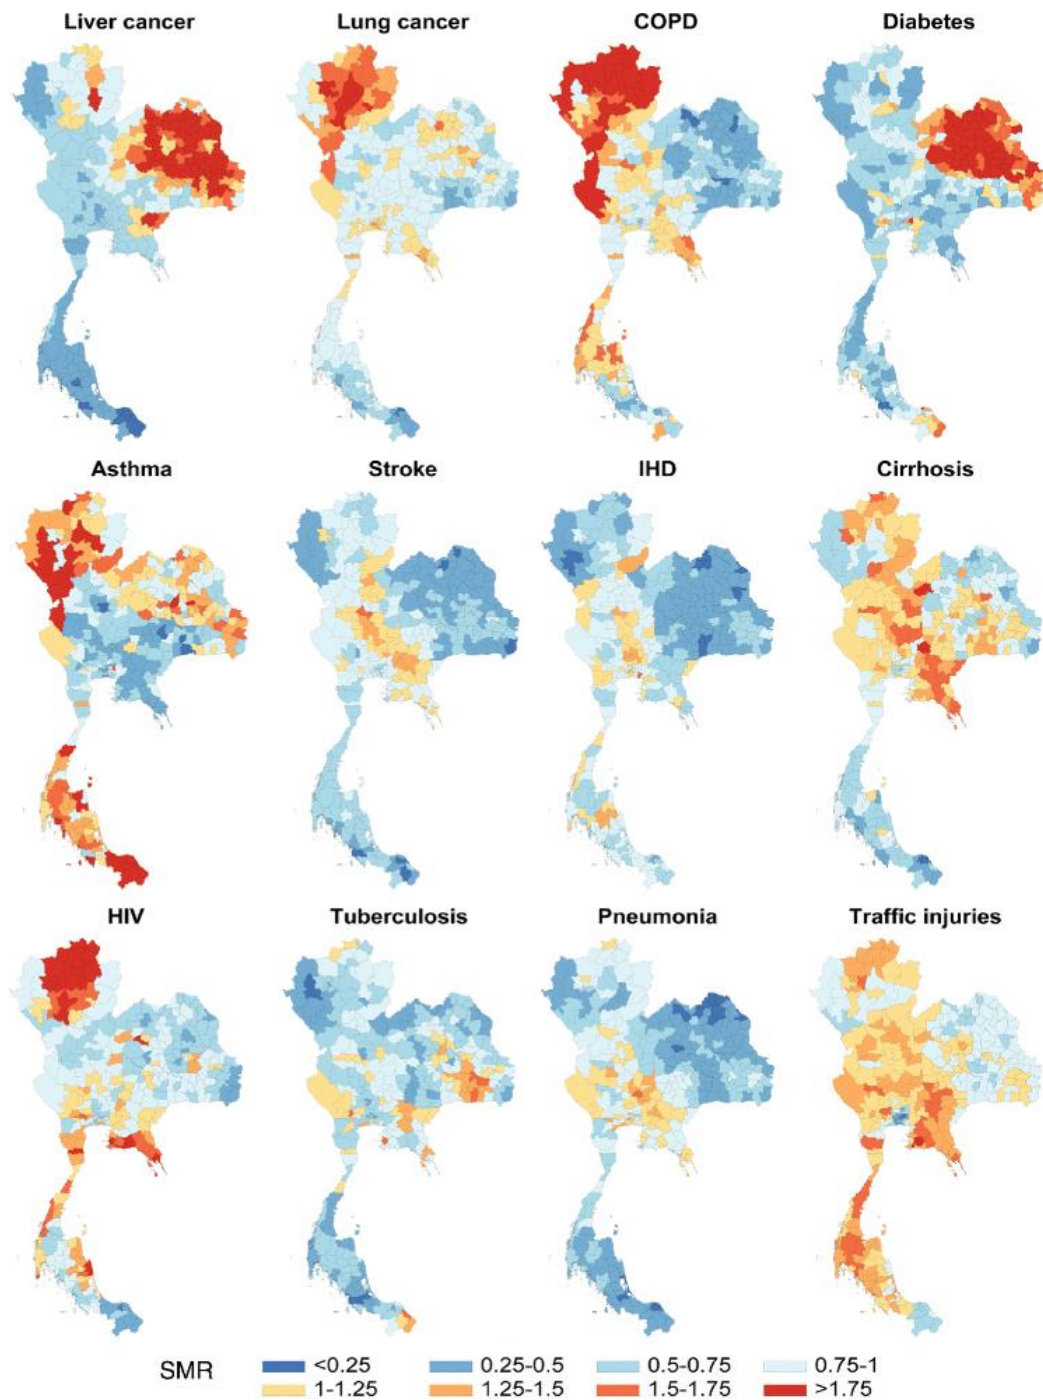 Liver cancer Lung cancer COPD Diabetes
Asthma Stroke IHD Cirrhosis
HIV Tuberculosis Pneumonia Traffic injuries
SMR <0.25 0.25-0.5 0.5-0.75 0.75-1
1-1.25 1.25-1.5 1.5-1.75 >1.75